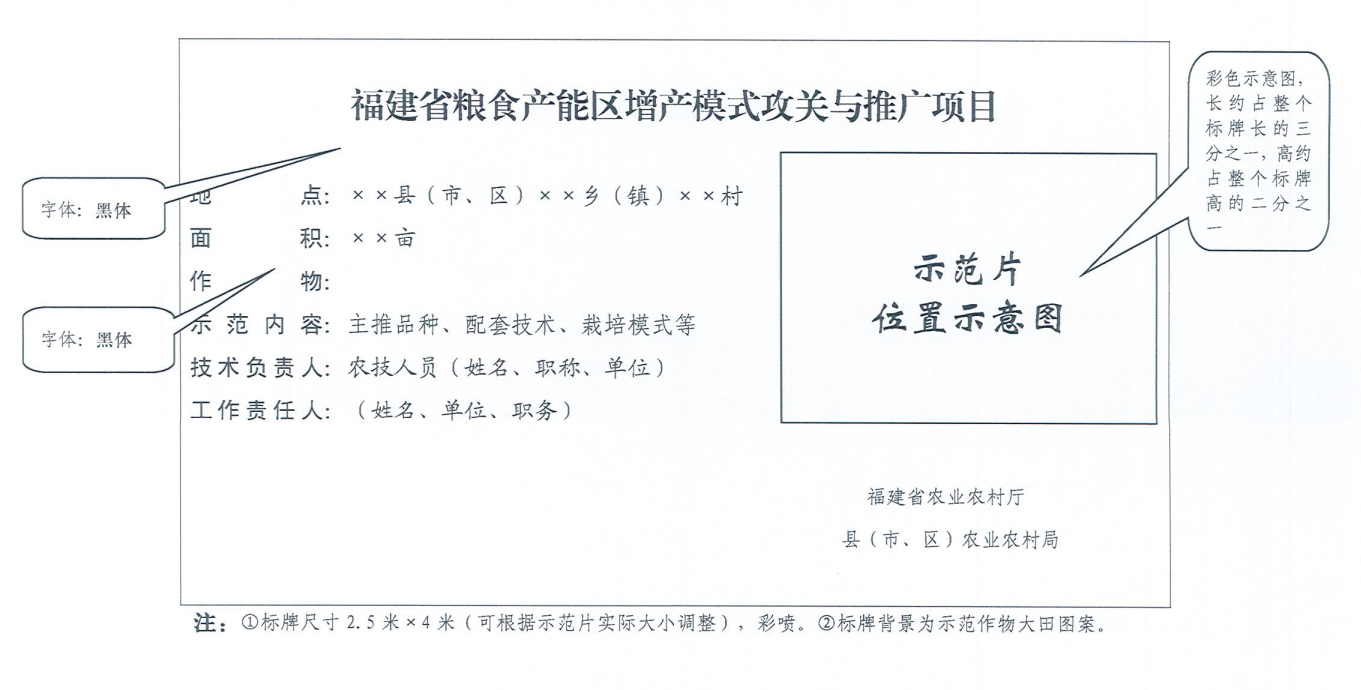 福建省粮食产能区增产模式攻关与推广项目
彩色示意图，
长约占整个
标牌长的三
分之一，高约
占整个标牌
高的二分之
一
字体：黑体
地点：××县（市、区）××乡（镇）××村
面积：××亩
作物：
字体：黑体
示范内容：主推品种、配套技术、栽培模式等
技术负责人：农技人员（姓名、职称、单位）
工作责任人：（姓名、单位、职务）
示范片
位置示意图
福建省农业农村厅
县（市、区）农业农村局
注：①标牌尺寸2.5米×4米（可根据示范片实际大小调整），彩喷。②标牌背景为示范作物大田图案。